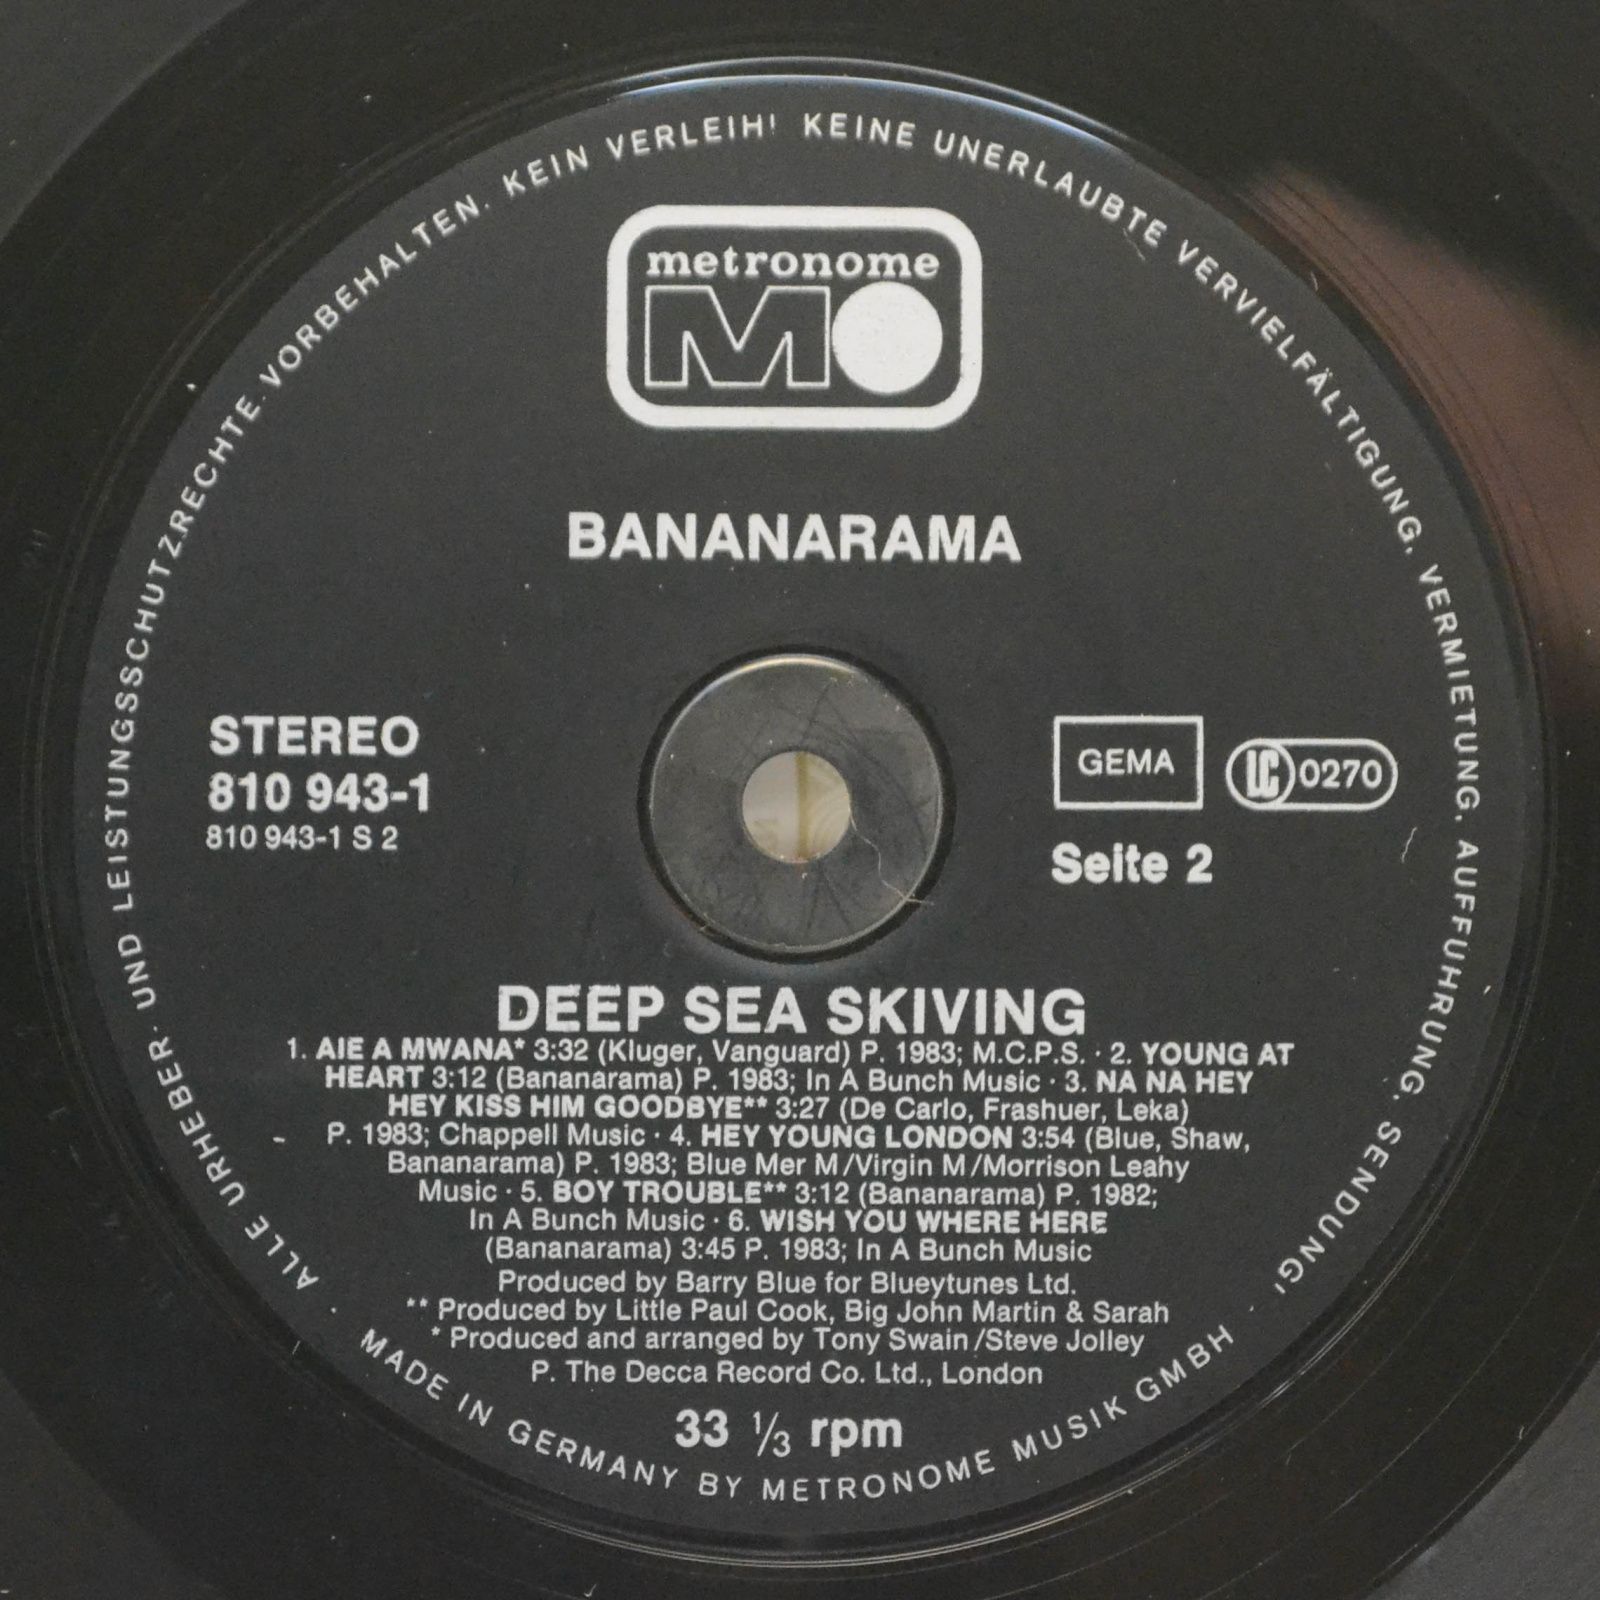 metronome
MO
BANANARAMA
STEREO
810 943-1
810 943-1 S 2
GEMA
LC 0270
Seite 2
DEEP SEA SKIVING
1. AIE A MWANA* 3:32 (Kluger, Vanguard) P. 1983; M.C.P.S. · 2. YOUNG AT
HEART 3:12 (Bananarama) P. 1983; In A Bunch Music · 3. NA NA HEY
HEY KISS HIM GOODBYE** 3:27 (De Carlo, Frashuer, Leka)
P. 1983; Chappell Music · 4. HEY YOUNG LONDON 3:54 (Blue, Shaw,
Bananarama) P. 1983; Blue Mer M/Virgin M/Morrison Leahy
Music · 5. BOY TROUBLE** 3:12 (Bananarama) P. 1982;
In A Bunch Music · 6. WISH YOU WHERE HERE
(Bananarama) 3:45 P. 1983; In A Bunch Music
Produced by Barry Blue for Blueytunes Ltd.
** Produced by Little Paul Cook, Big John Martin & Sarah
* Produced and arranged by Tony Swain/Steve Jolley
P. The Decca Record Co. Ltd., London
33 1/3 rpm
ALLE URHEBER- UND LEISTUNGSSCHUTZRECHTE VORBEHALTEN. KEIN VERLEIH! KEINE UNERLAUBTE VERVIELFÄLTIGUNG, VERMIETUNG, AUFFUHRUNG, SENDUNG!
MADE IN GERMANY BY METRONOME MUSIK GMBH